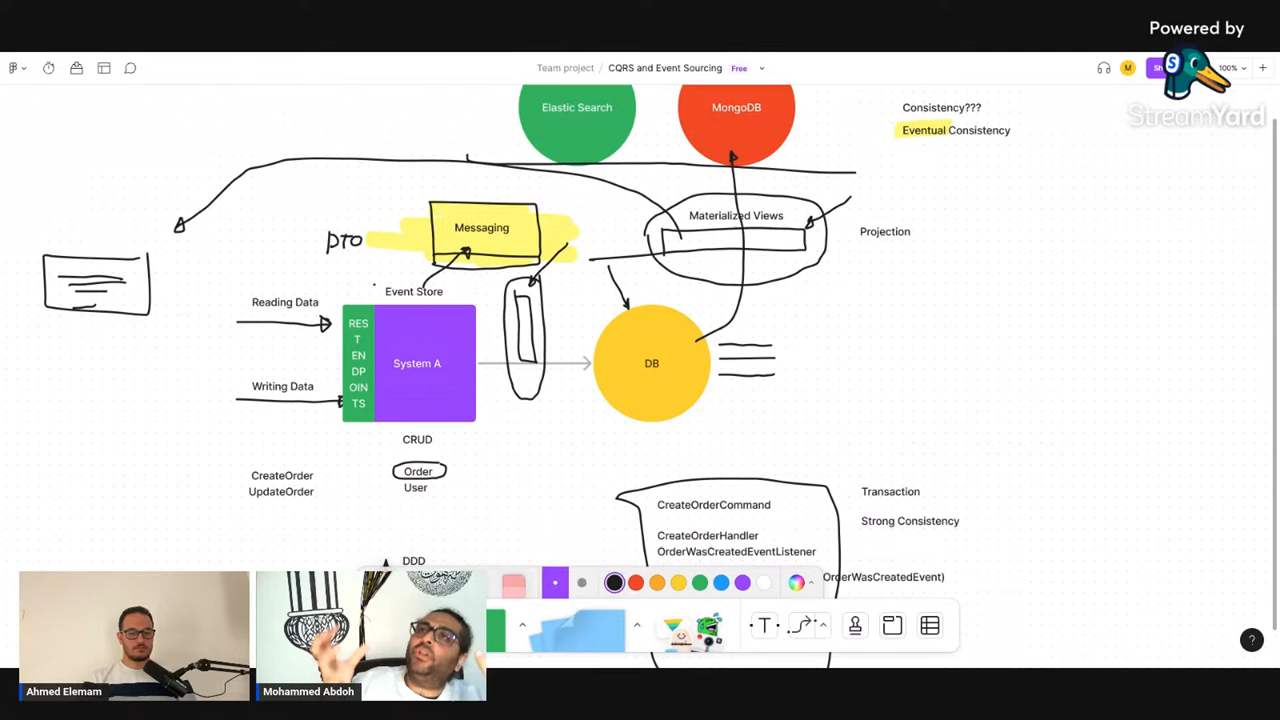 Powered by
StreamYard
Team project / CQRS and Event Sourcing Free
100%
M
Sh
Elastic Search
MongoDB
Consistency???
Eventual Consistency
Materialized Views
Projection
Messaging
DTO
Event Store
Reading Data
Writing Data
RES
T
EN
DP
OIN
TS
System A
DB
CRUD
Order
User
CreateOrder
UpdateOrder
DDD
CreateOrderCommand
CreateOrderHandler
OrderWasCreatedEventListener
OrderWasCreatedEvent)
Transaction
Strong Consistency
T
?
Ahmed Elemam
Mohammed Abdoh